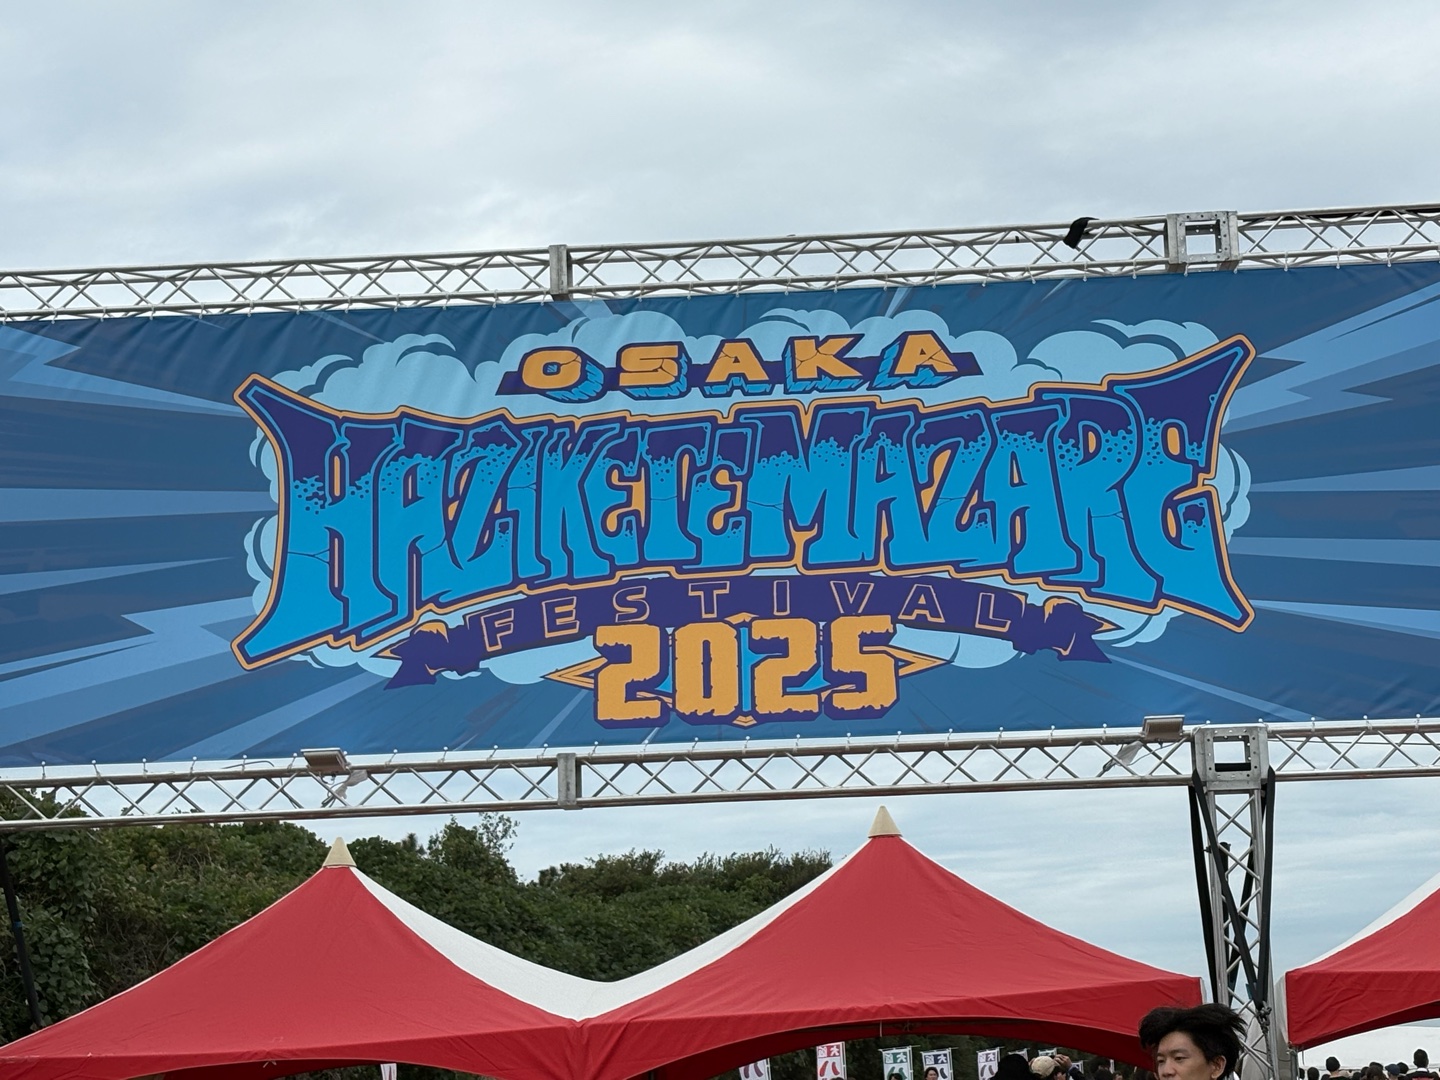 OSAKA
HAZIKETEMAZARE
FESTIVAL
2025